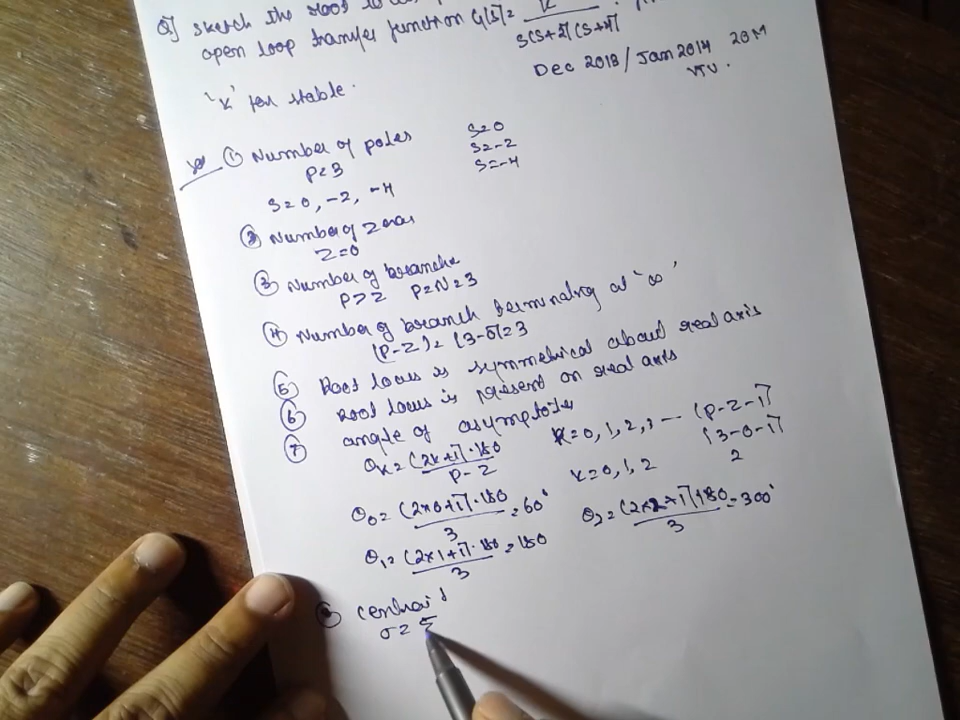 Q] sketch the root
open loop transfer function G(s)= K
S(S+2)(S+4)
'K' for stable.
Dec 2013/Jan 2014 20M
VTU.
① Number of poles
P=3
S=0
S=-2
S=-4
S=0, -2, -4
② Number of zeros
Z=0
③ Number of branche
P>Z P=N=3
④ Number of branch terminating at '∞'
(P-Z)=(3-0)=3
⑤ Root locus is symmetrical about real axis
⑥ Root locus is present on real axis
⑦ angle of asymptote
θK=(2K+1)·180
P-Z
K=0,1,2,3--- (P-Z-1)
(3-0-1)
K=0,1,2 2
θ0=(2×0+1)·180 =60°
3
θ2=(2×2+1)180 =300°
3
θ1=(2×1+1)·180 =180
3
⑧ Centroid
σ= Σ